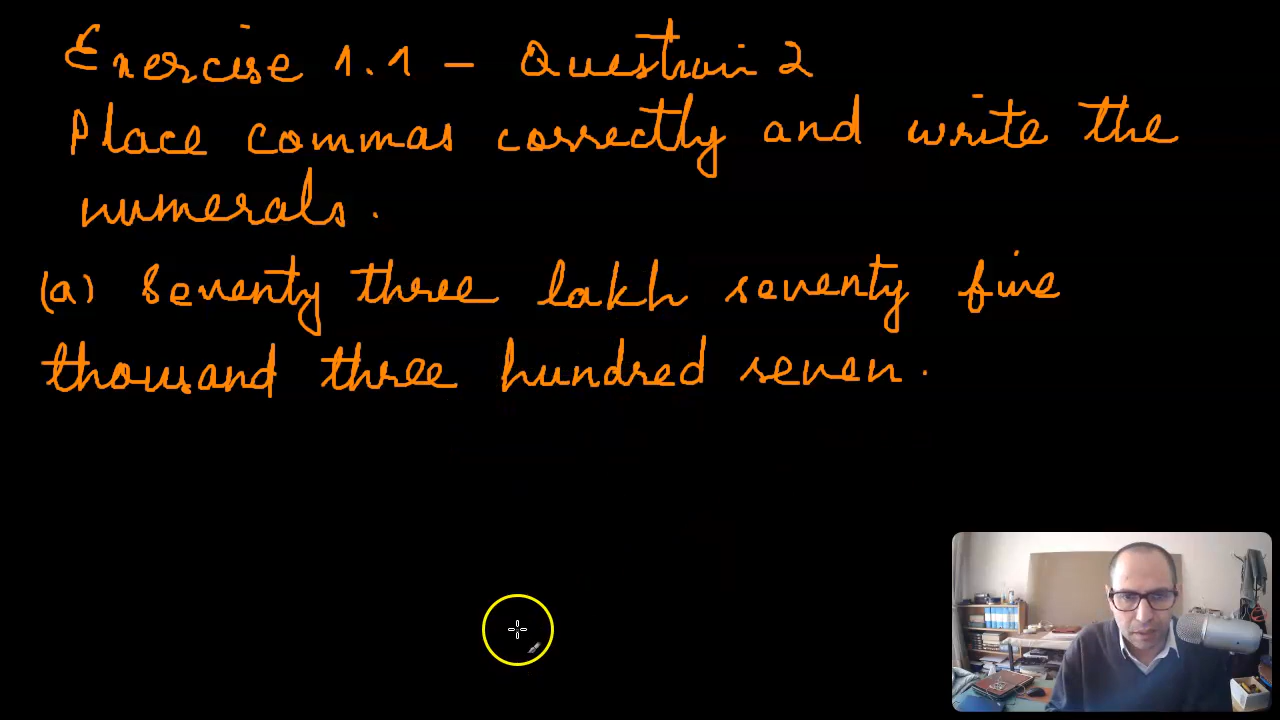 Exercise 1.1 - Question 2
Place commas correctly and write the
numerals.
(a) Seventy three lakh seventy five
thousand three hundred seven.